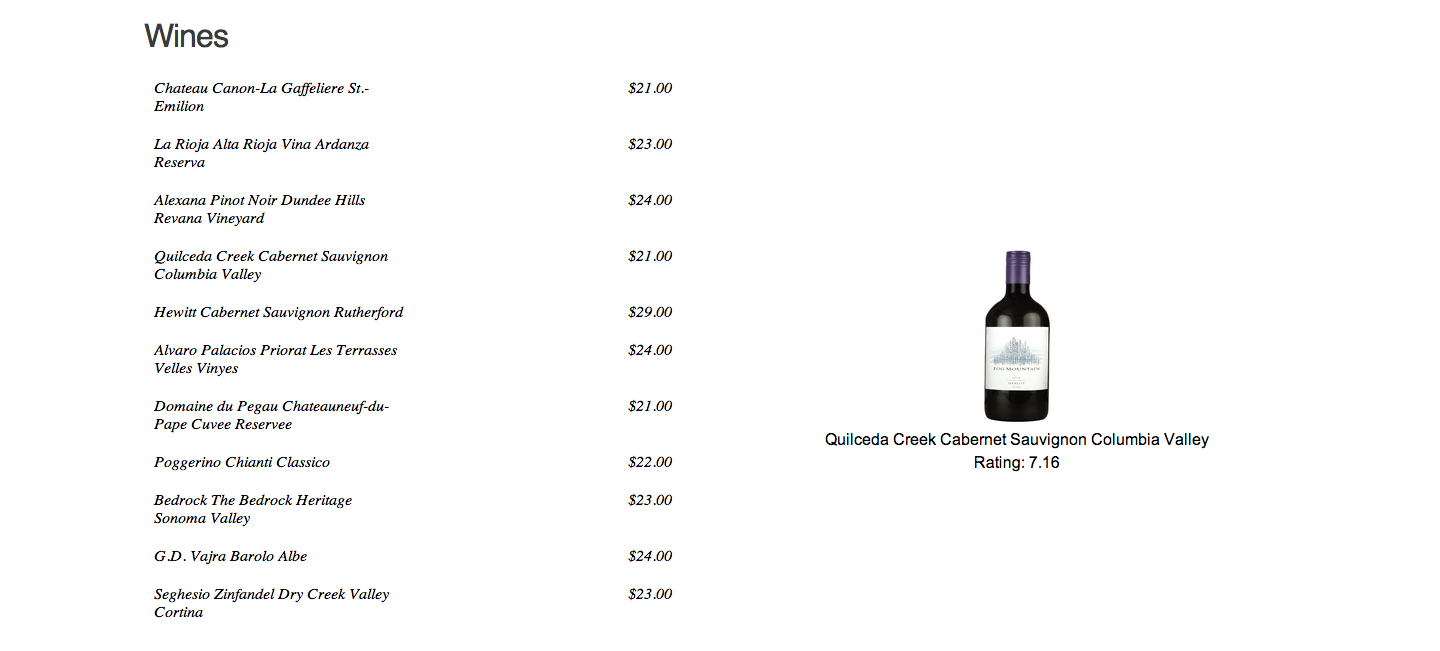 Wines
Chateau Canon-La Gaffeliere St.-
Emilion
$21.00
La Rioja Alta Rioja Vina Ardanza
Reserva
$23.00
Alexana Pinot Noir Dundee Hills
Revana Vineyard
$24.00
Quilceda Creek Cabernet Sauvignon
Columbia Valley
$21.00
Hewitt Cabernet Sauvignon Rutherford
$29.00
Alvaro Palacios Priorat Les Terrasses
Velles Vinyes
$24.00
Domaine du Pegau Chateauneuf-du-
Pape Cuvee Reservee
$21.00
Poggerino Chianti Classico
$22.00
Bedrock The Bedrock Heritage
Sonoma Valley
$23.00
G.D. Vajra Barolo Albe
$24.00
Seghesio Zinfandel Dry Creek Valley
Cortina
$23.00
FOG MOUNTAIN
MERLOT
Quilceda Creek Cabernet Sauvignon Columbia Valley
Rating: 7.16